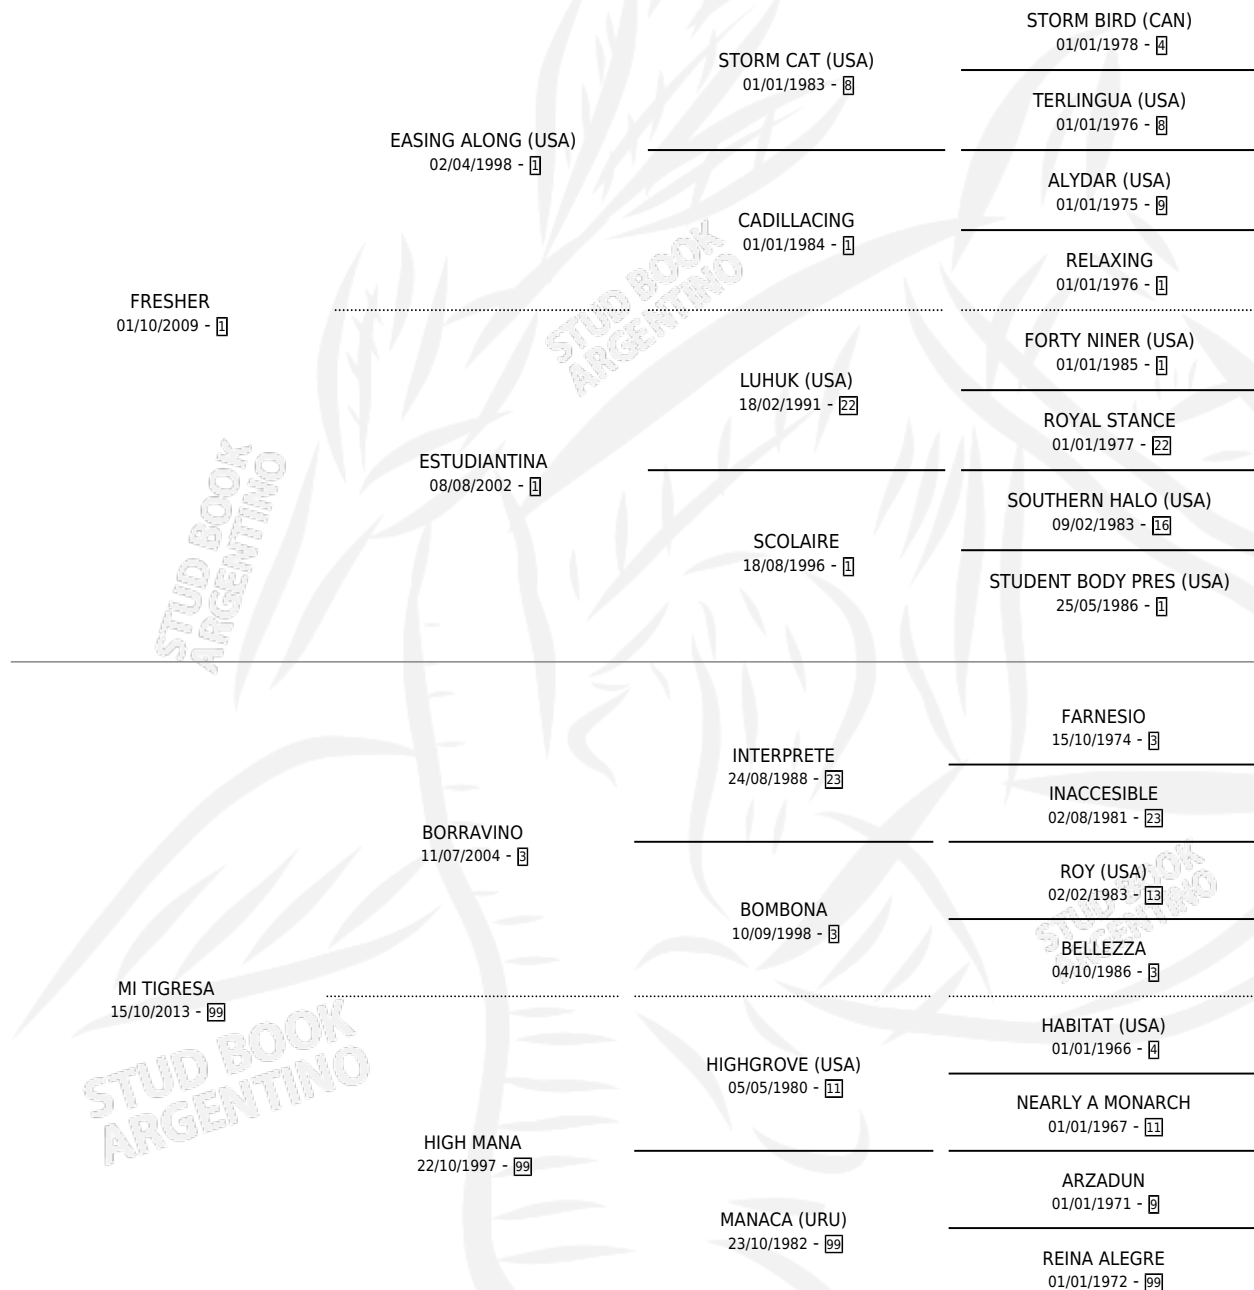 STORM BIRD (CAN)
01/01/1978 - 4
STORM CAT (USA)
01/01/1983 - 8
TERLINGUA (USA)
01/01/1976 - 8
EASING ALONG (USA)
02/04/1998 - 1
ALYDAR (USA)
01/01/1975 - 9
CADILLACING
01/01/1984 - 1
RELAXING
01/01/1976 - 1
FRESHER
01/10/2009 - 1
FORTY NINER (USA)
01/01/1985 - 1
LUHUK (USA)
18/02/1991 - 22
ROYAL STANCE
01/01/1977 - 22
ESTUDIANTINA
08/08/2002 - 1
SOUTHERN HALO (USA)
09/02/1983 - 16
SCOLAIRE
18/08/1996 - 1
STUDENT BODY PRES (USA)
25/05/1986 - 1
STUD BOOK
ARGENTINO
STUD BOOK
ARGENTINO
FARNESIO
15/10/1974 - 3
INTERPRETE
24/08/1988 - 23
INACCESIBLE
02/08/1981 - 23
BORRAVINO
11/07/2004 - 3
ROY (USA)
02/02/1983 - 13
BOMBONA
10/09/1998 - 3
BELLEZZA
04/10/1986 - 3
MI TIGRESA
15/10/2013 - 99
HABITAT (USA)
01/01/1966 - 4
HIGHGROVE (USA)
05/05/1980 - 11
NEARLY A MONARCH
01/01/1967 - 11
HIGH MANA
22/10/1997 - 99
ARZADUN
01/01/1971 - 9
MANACA (URU)
23/10/1982 - 99
REINA ALEGRE
01/01/1972 - 99
STUD BOOK
ARGENTINO
STUD BOOK
ARGENTINO